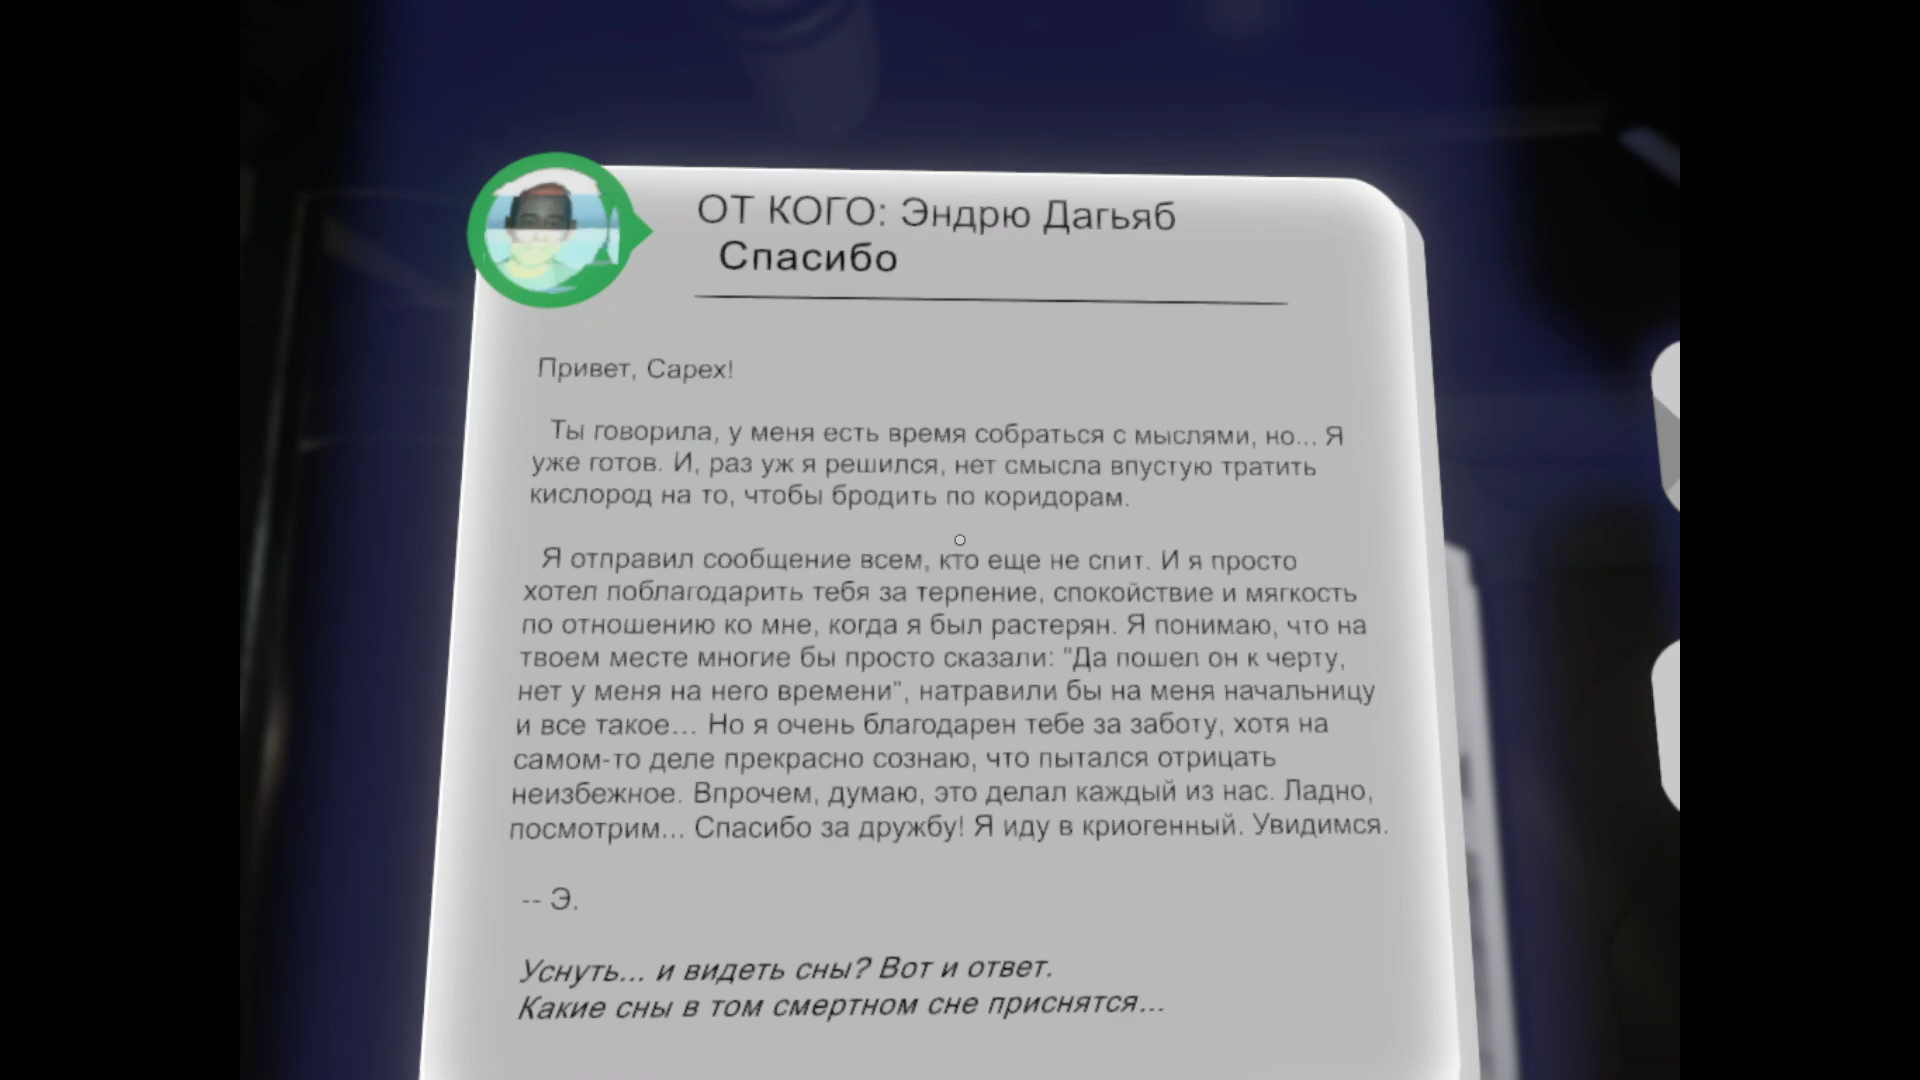 ОТ КОГО: Эндрю Дагьяб
Спасибо
Привет, Сарех!
Ты говорила, у меня есть время собраться с мыслями, но... Я
уже готов. И, раз уж я решился, нет смысла впустую тратить
кислород на то, чтобы бродить по коридорам.
Я отправил сообщение всем, кто еще не спит. И я просто
хотел поблагодарить тебя за терпение, спокойствие и мягкость
по отношению ко мне, когда я был растерян. Я понимаю, что на
твоем месте многие бы просто сказали: "Да пошел он к черту,
нет у меня на него времени", натравили бы на меня начальницу
и все такое... Но я очень благодарен тебе за заботу, хотя на
самом-то деле прекрасно сознаю, что пытался отрицать
неизбежное. Впрочем, думаю, это делал каждый из нас. Ладно,
посмотрим... Спасибо за дружбу! Я иду в криогенный. Увидимся.
-- Э.
Уснуть... и видеть сны? Вот и ответ.
Какие сны в том смертном сне приснятся...